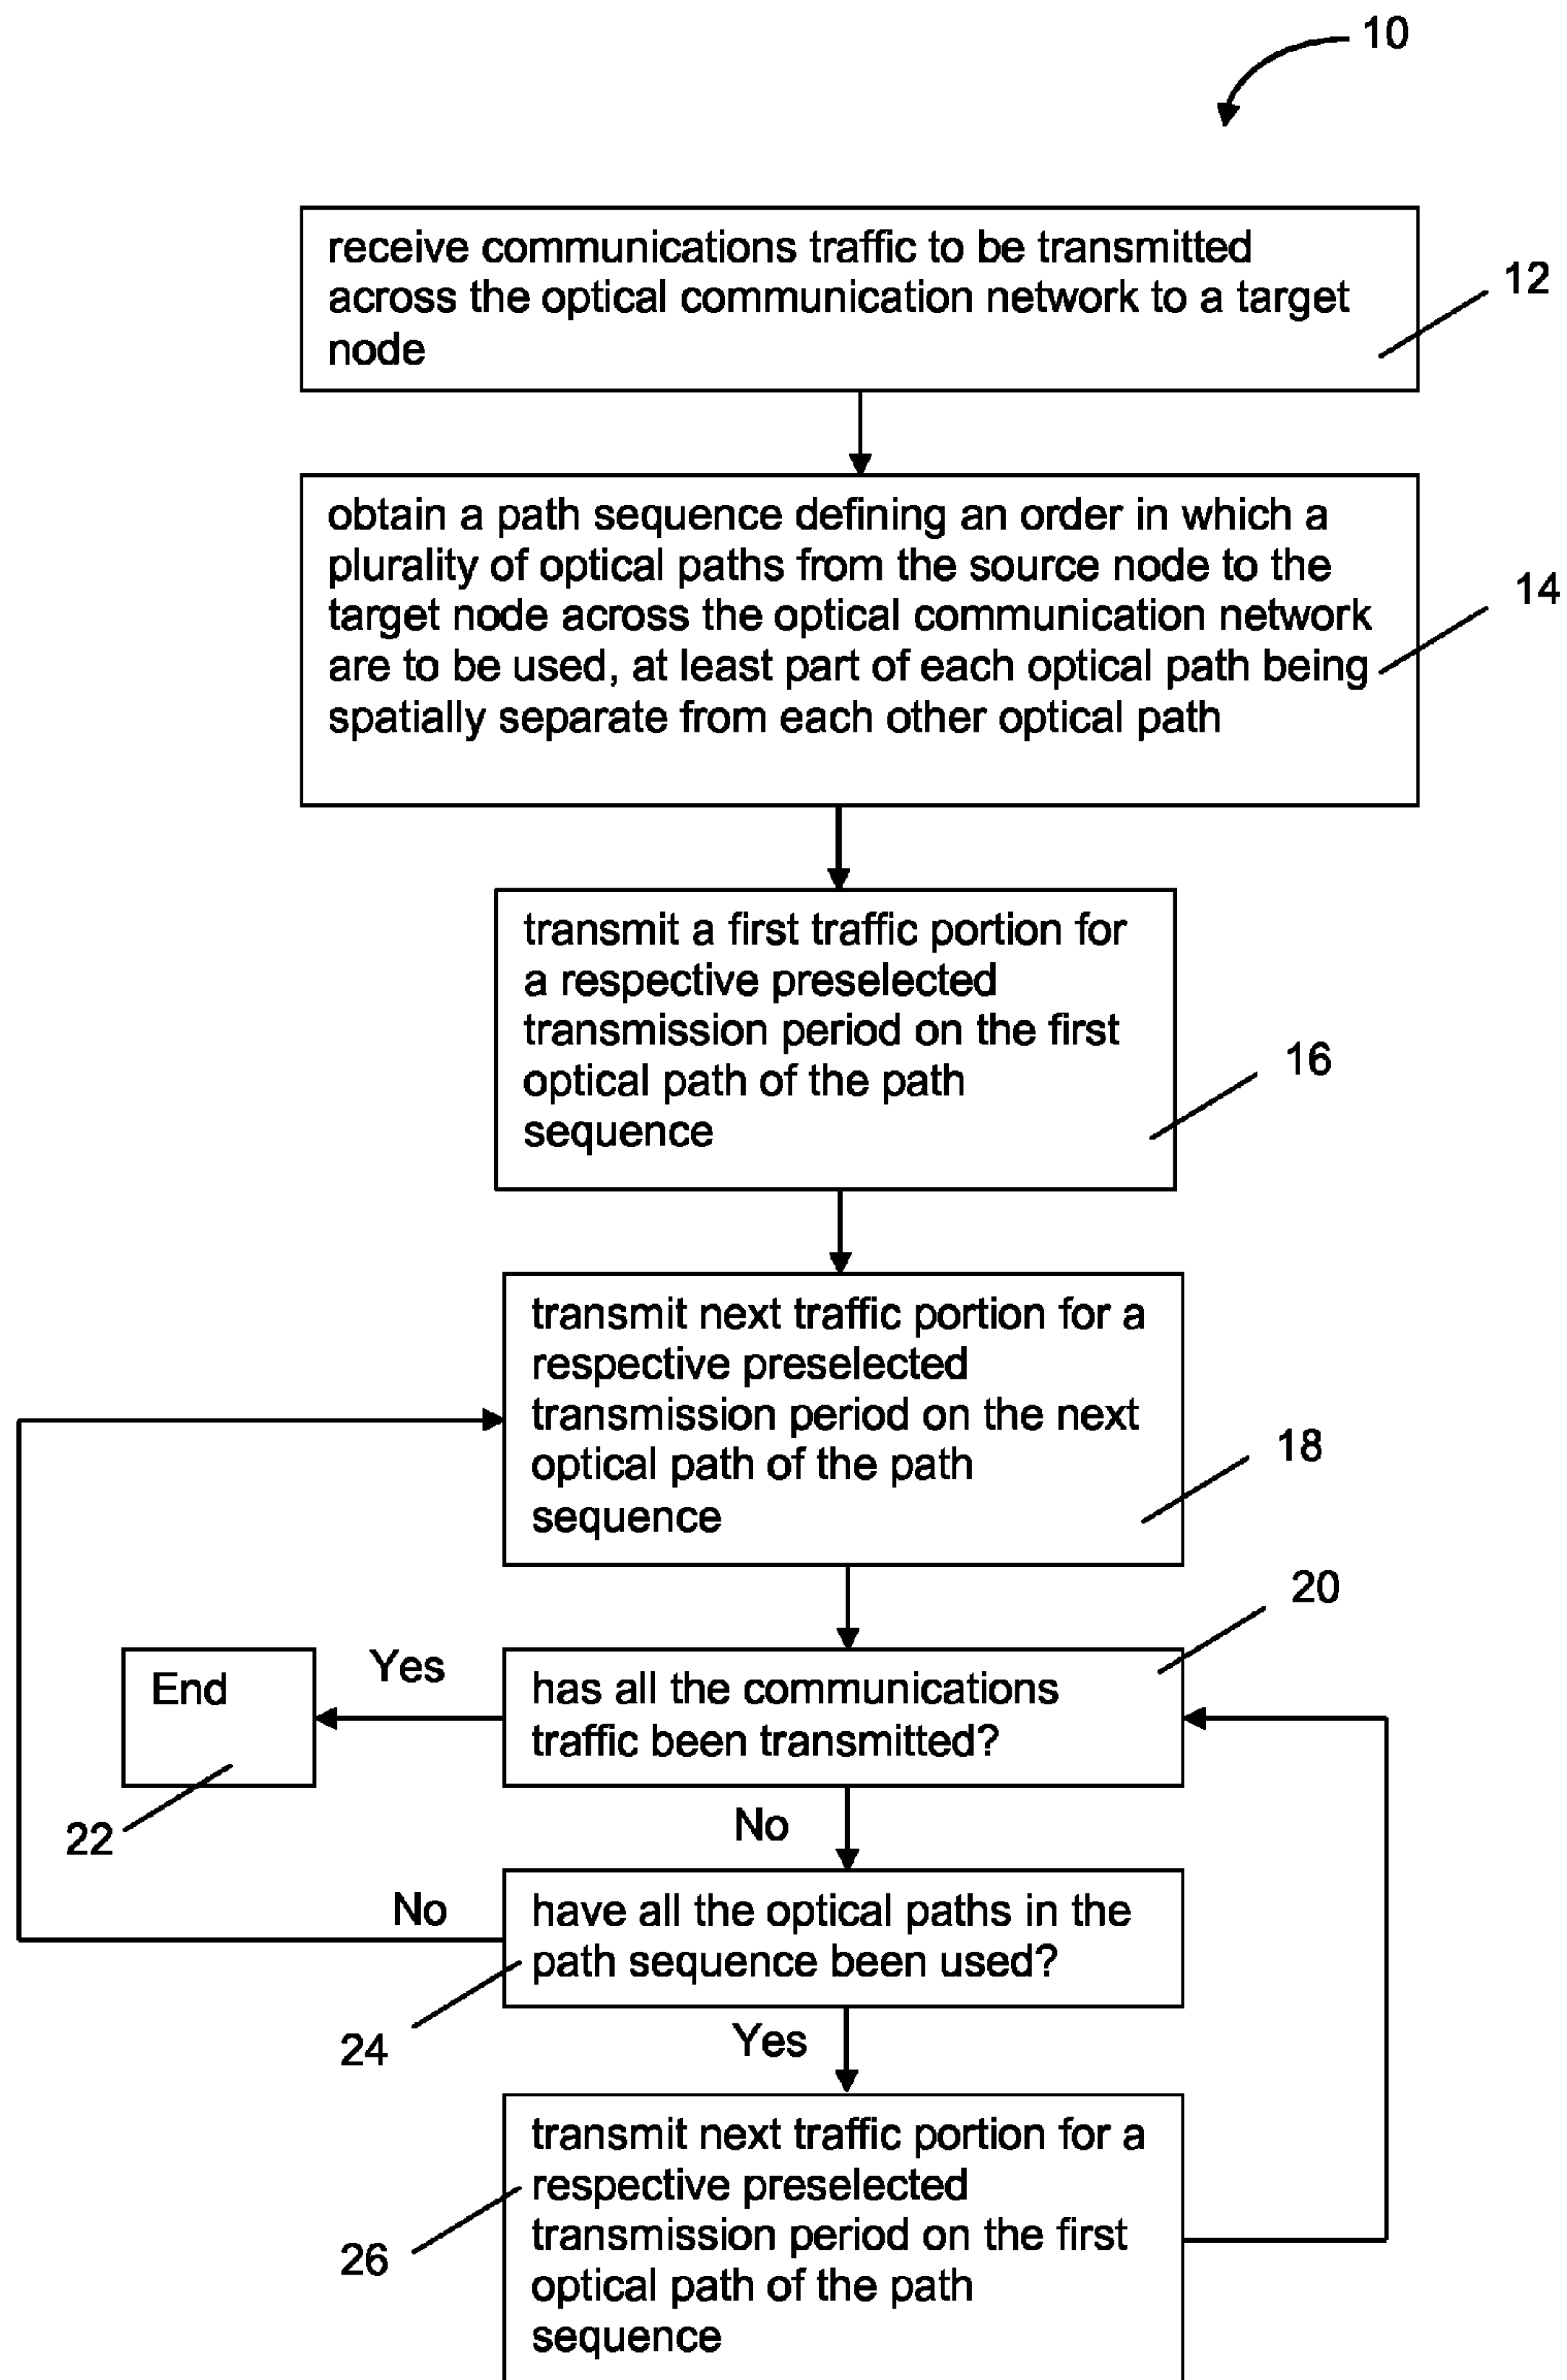 10
receive communications traffic to be transmitted
across the optical communication network to a target
node
12
obtain a path sequence defining an order in which a
plurality of optical paths from the source node to the
target node across the optical communication network
are to be used, at least part of each optical path being
spatially separate from each other optical path
14
transmit a first traffic portion for
a respective preselected
transmission period on the first
optical path of the path
sequence
16
transmit next traffic portion for a
respective preselected
transmission period on the next
optical path of the path
sequence
18
20
has all the communications
traffic been transmitted?
Yes
End
22
No
have all the optical paths in the
path sequence been used?
No
24
Yes
transmit next traffic portion for a
respective preselected
transmission period on the first
optical path of the path
sequence
26